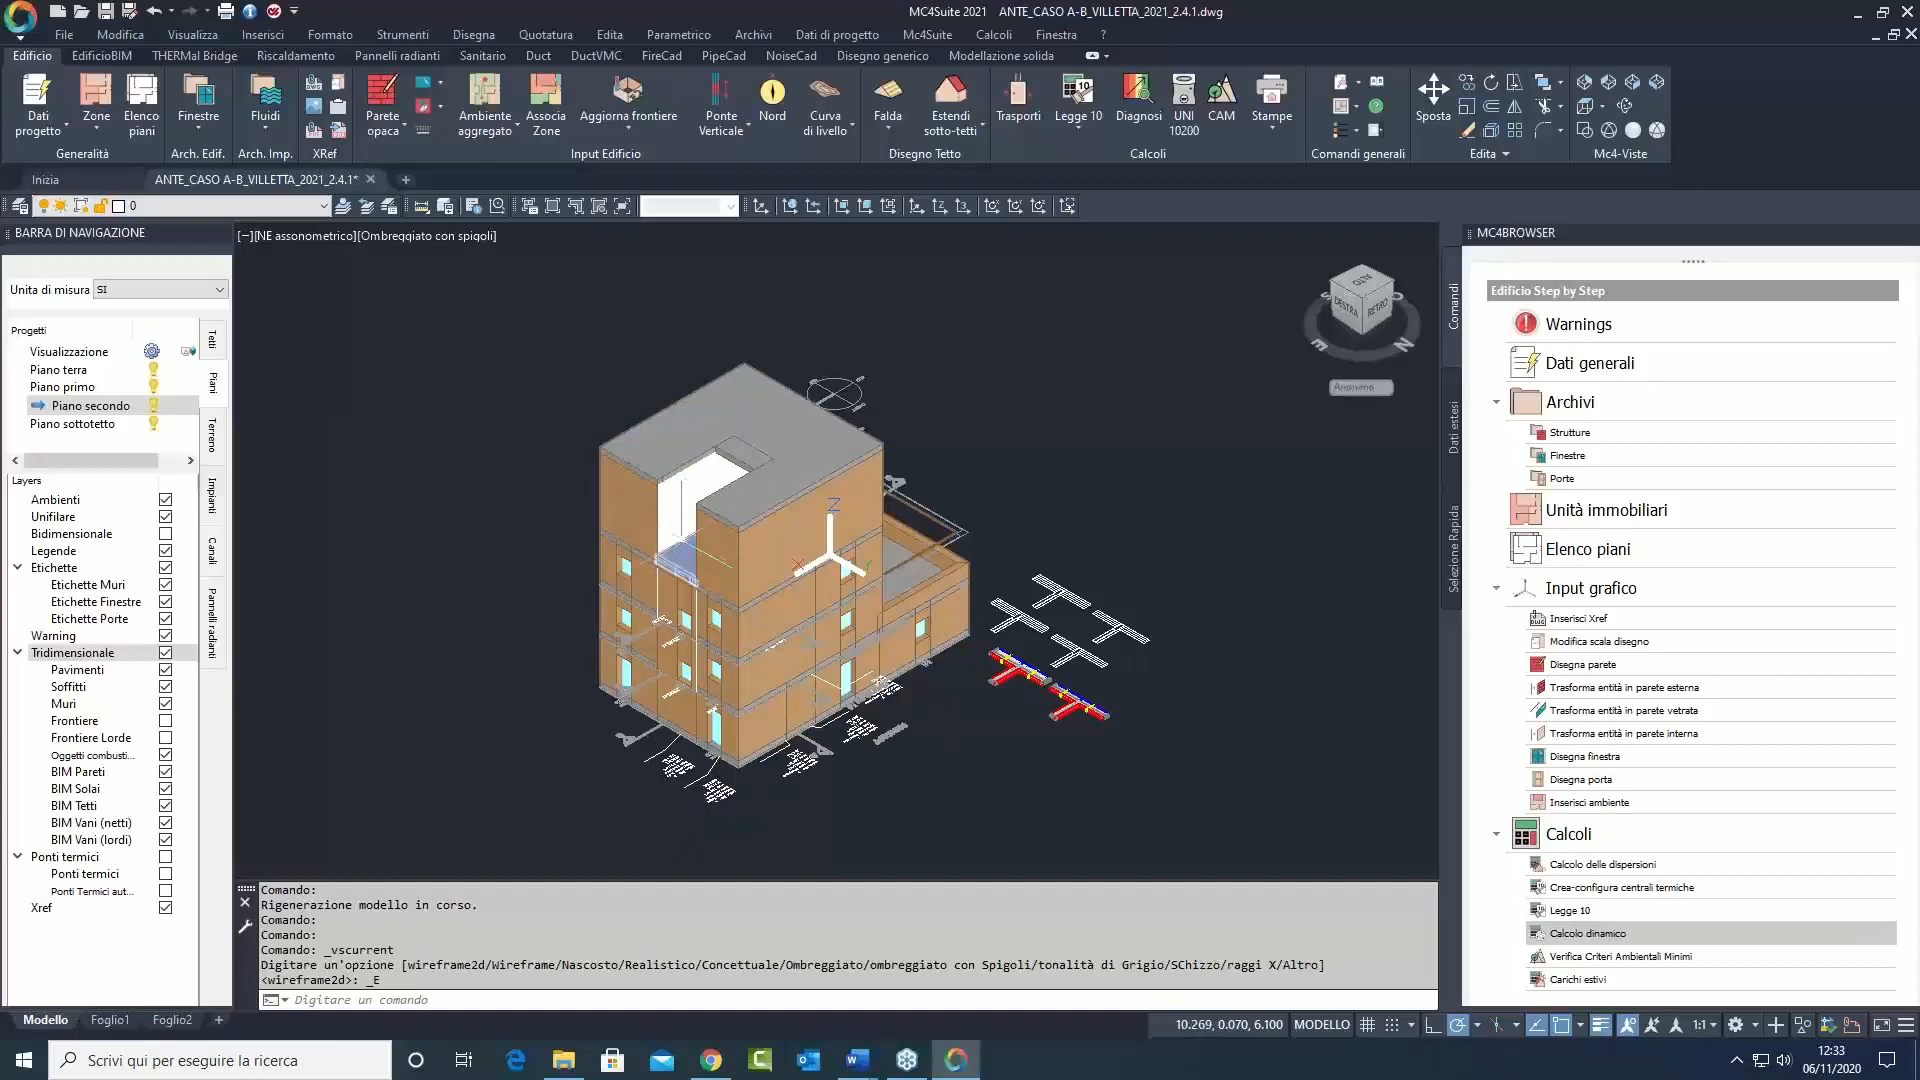 MC4Suite 2021 ANTE_CASO A-B_VILLETTA_2021_2.4.1.dwg
File Modifica Visualizza Inserisci Formato Strumenti Disegna Quotatura Edita Parametrico Archivi Dati di progetto Mc4Suite Calcoli Finestra ?
Edificio EdificioBIM THERMal Bridge Riscaldamento Pannelli radianti Sanitario Duct DuctVMC FireCad PipeCad NoiseCad Disegno generico Modellazione solida
Dati progetto Zone Elenco piani Finestre Fluidi Parete opaca Ambiente aggregato Associa Zone Aggiorna frontiere Ponte Verticale Nord Curva di livello Falda Estendi sotto-tetti Trasporti Legge 10 Diagnosi UNI 10200 CAM Stampe Sposta
Generalità Arch. Edif. Arch. Imp. XRef Input Edificio Disegno Tetto Calcoli Comandi generali Edita Mc4-Viste
Inizia ANTE_CASO A-B_VILLETTA_2021_2.4.1*
0
BARRA DI NAVIGAZIONE
Unita di misura SI
Progetti
Visualizzazione
Piano terra
Piano primo
Piano secondo
Piano sottotetto
Tetti
Piani
Terreno
Impianti
Canali
Pannelli radianti
Layers
Ambienti
Unifilare
Bidimensionale
Legende
Etichette
Etichette Muri
Etichette Finestre
Etichette Porte
Warning
Tridimensionale
Pavimenti
Soffitti
Muri
Frontiere
Frontiere Lorde
Oggetti combusti...
BIM Pareti
BIM Solai
BIM Tetti
BIM Vani (netti)
BIM Vani (lordi)
Ponti termici
Ponti termici
Ponti Termici aut...
Xref
[−][NE assonometrico][Ombreggiato con spigoli]
ALTO
DESTRA
RETRO
E
N
Anonimo
Z
X
Y
Comandi
Dati estesi
Selezione Rapida
MC4BROWSER
Edificio Step by Step
Warnings
Dati generali
Archivi
Strutture
Finestre
Porte
Unità immobiliari
Elenco piani
Input grafico
Inserisci Xref
Modifica scala disegno
Disegna parete
Trasforma entità in parete esterna
Trasforma entità in parete vetrata
Trasforma entità in parete interna
Disegna finestra
Disegna porta
Inserisci ambiente
Calcoli
Calcolo delle dispersioni
Crea-configura centrali termiche
Legge 10
Calcolo dinamico
Verifica Criteri Ambientali Minimi
Carichi estivi
Comando:
Rigenerazione modello in corso.
Comando:
Comando:
Comando: _vscurrent
Digitare un'opzione [wireframe2d/Wireframe/Nascosto/Realistico/Concettuale/Ombreggiato/ombreggiato con Spigoli/tonalità di Grigio/SChizzo/raggi X/Altro]
<wireframe2d>: _E
Digitare un comando
Modello Foglio1 Foglio2 +
10.269, 0.070, 6.100 MODELLO 1:1
Scrivi qui per eseguire la ricerca
12:33
06/11/2020